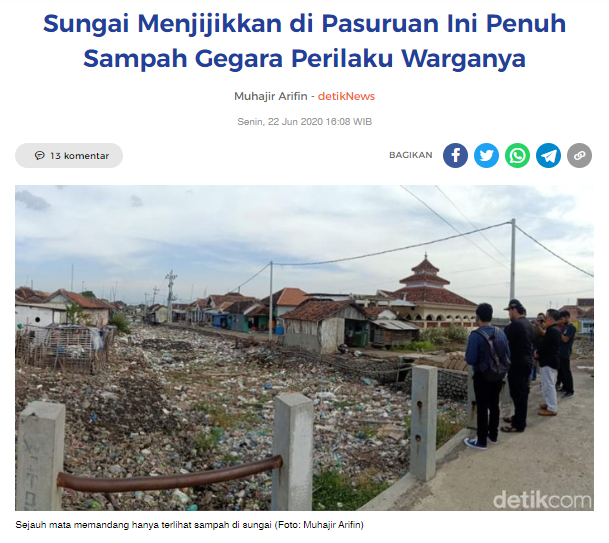 Sungai Menjijikkan di Pasuruan Ini Penuh
Sampah Gegara Perilaku Warganya
Muhajir Arifin - detikNews
Senin, 22 Jun 2020 16:08 WIB
13 komentar
BAGIKAN
detikcom
Sejauh mata memandang hanya terlihat sampah di sungai (Foto: Muhajir Arifin)